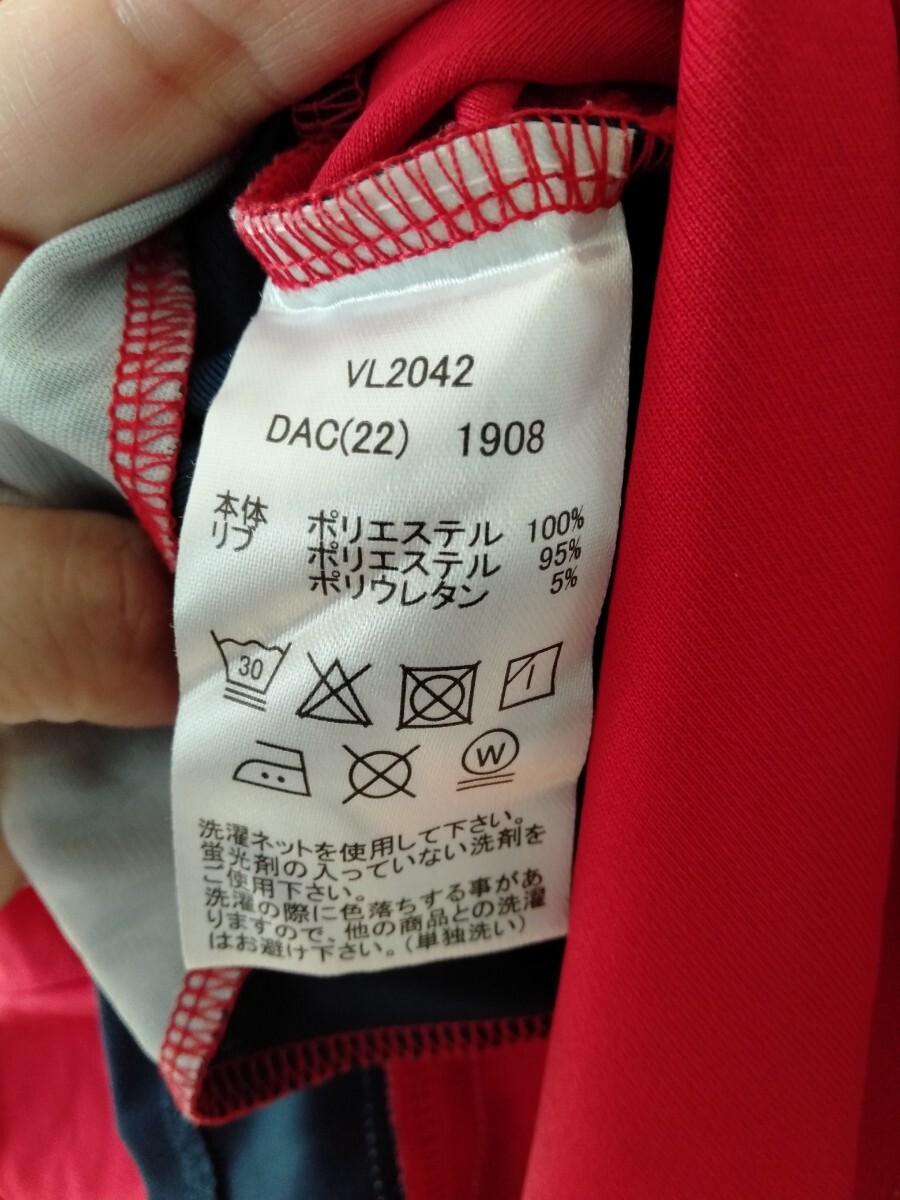 VL2042
DAC(22) 1908
本体 ポリエステル 100%
リブ ポリエステル 95%
ポリウレタン 5%
30
W
洗濯ネットを使用して下さい。
蛍光剤の入っていない洗剤を
ご使用下さい。
洗濯の際に色落ちする事があ
りますので、他の商品との洗濯
はお避け下さい。(単独洗い)